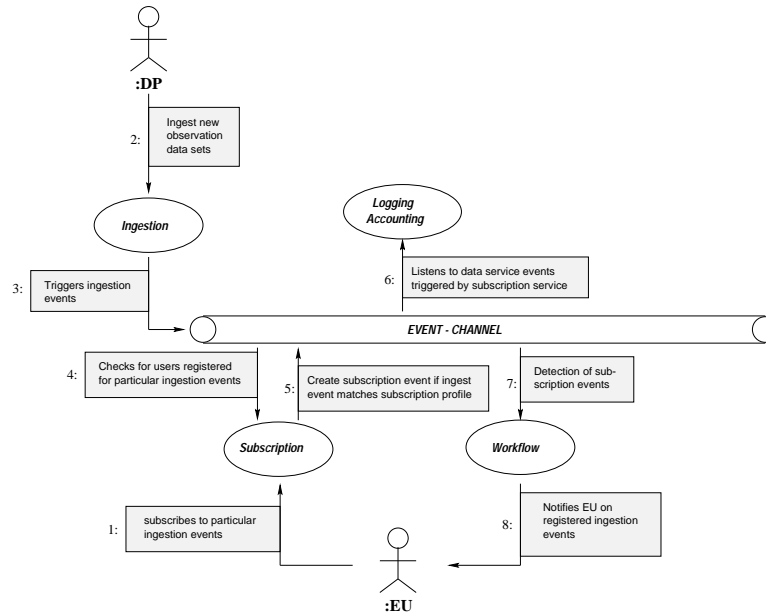 :DP
2:
Ingest new
observation
data sets
Ingestion
Logging
Accounting
3:
Triggers ingestion
events
6:
Listens to data service events
triggered by subscription service
EVENT - CHANNEL
4:
Checks for users registered
for particular ingestion events
5:
Create subscription event if ingest
event matches subscription profile
7:
Detection of sub-
scription events
Subscription
Workflow
1:
subscribes to particular
ingestion events
8:
Notifies EU on
registered ingestion
events
:EU